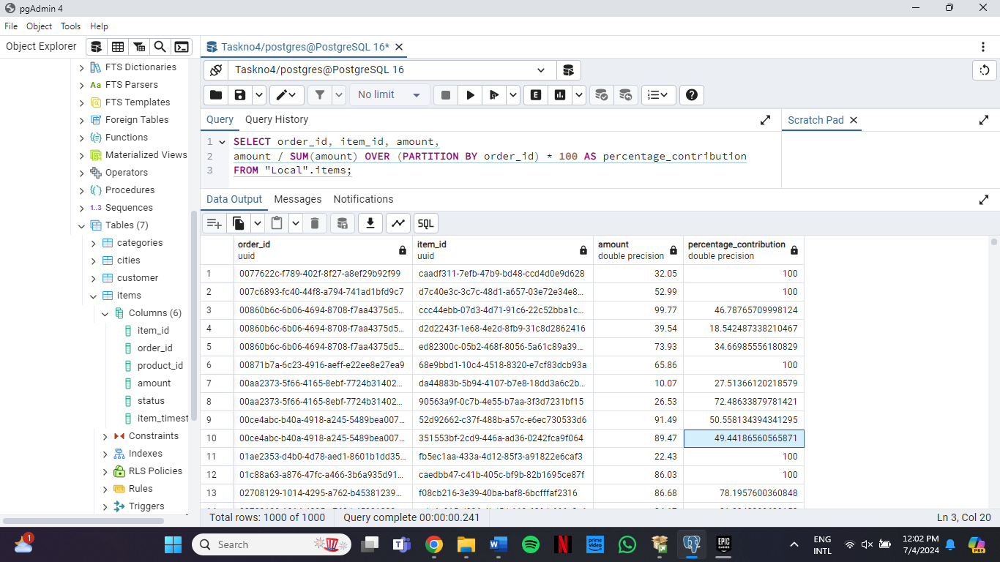 pgAdmin 4
File Object Tools Help
Object Explorer
Taskno4/postgres@PostgreSQL 16*
FTS Dictionaries
Aa FTS Parsers
FTS Templates
Foreign Tables
Functions
Materialized Views
Operators
Procedures
1..3 Sequences
Tables (7)
categories
cities
customer
items
Columns (6)
item_id
order_id
product_id
amount
status
item_timest
Constraints
Indexes
RLS Policies
Rules
Triggers
Taskno4/postgres@PostgreSQL 16
No limit
E
Query Query History
Scratch Pad
1 SELECT order_id, item_id, amount,
2 amount / SUM(amount) OVER (PARTITION BY order_id) * 100 AS percentage_contribution
3 FROM "Local".items;
Data Output Messages Notifications
SQL
order_id item_id amount percentage_contribution
uuid uuid double precision double precision
1 0077622c-f789-402f-8f27-a8ef29b92f99 caadf311-7efb-47b9-bd48-ccd4d0e9d628 32.05 100
2 007c6893-fc40-44f8-a794-741ad1bfd9c7 d7c40e3c-3c7c-48d1-a657-03e72e34e8... 52.99 100
3 00860b6c-6b06-4694-8708-f7aa4375d5... ccc44ebb-07d3-4d71-91c6-22c52bba1c... 99.77 46.78765709998124
4 00860b6c-6b06-4694-8708-f7aa4375d5... d2d2243f-1e68-4e2d-8fb9-31c8d2862416 39.54 18.542487338210467
5 00860b6c-6b06-4694-8708-f7aa4375d5... ed82300c-05b2-468f-8056-5a61c89a39... 73.93 34.66985556180829
6 00871b7a-6c23-4916-aeff-e22ee8e27ea9 68e9bbd1-10c4-4518-8320-e7cf83dcb93a 65.86 100
7 00aa2373-5f66-4165-8ebf-7724b31402... da44883b-5b94-4107-b7e8-18dd3a6c2b... 10.07 27.51366120218579
8 00aa2373-5f66-4165-8ebf-7724b31402... 90563a9f-0c7b-4e55-b7aa-3f3d7231bf15 26.53 72.48633879781421
9 00ce4abc-b40a-4918-a245-5489bea007... 52d92662-c37f-488b-a57c-e6ec730533d6 91.49 50.558134394341295
10 00ce4abc-b40a-4918-a245-5489bea007... 351553bf-2cd9-446a-ad36-0242fca9f064 89.47 49.44186560565871
11 01ae2353-d4b0-4d78-aed1-8601b1dd35... fb5ec1aa-433a-4d12-85f3-a91822e6caf3 22.43 100
12 01c88a63-a876-47fc-a466-3b6a935d91... caedbb47-c41b-405c-bf9b-82b1695ce87f 86.03 100
13 02708129-1014-4295-a762-b45381239... f08cb216-3e39-40ba-baf8-6bcfffaf2316 86.68 78.1957600360848
Total rows: 1000 of 1000 Query complete 00:00:00.241 Ln 3, Col 20
1
Search
prime video
EPIC GAMES
ENG
INTL
12:02 PM
7/4/2024
PRE